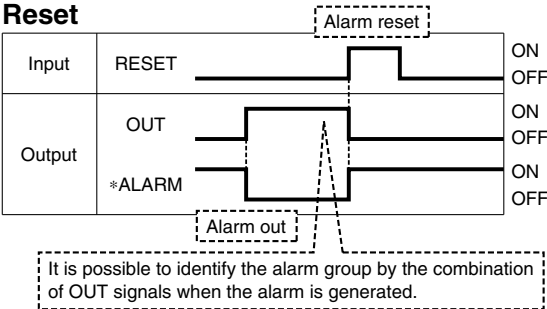 Reset
Alarm reset
Input RESET ON
OFF
Output OUT ON
OFF
*ALARM ON
OFF
Alarm out
It is possible to identify the alarm group by the combination
of OUT signals when the alarm is generated.